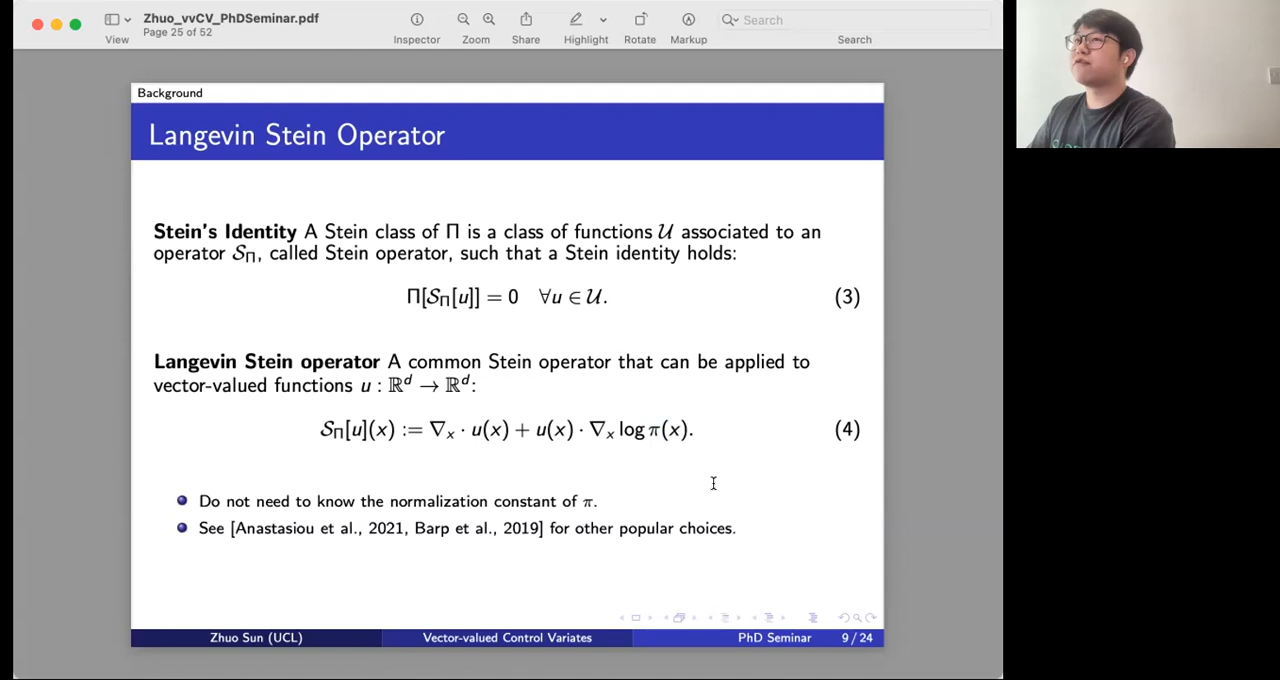 Zhuo_vvCV_PhDSeminar.pdf
Page 25 of 52
View
Inspector
Zoom
Share
Highlight
Rotate
Markup
Search
Search
Background
Langevin Stein Operator
Stein's Identity A Stein class of Π is a class of functions 𝒰 associated to an
operator 𝒮_Π, called Stein operator, such that a Stein identity holds:
Π[𝒮_Π[u]] = 0 ∀u ∈ 𝒰. (3)
Langevin Stein operator A common Stein operator that can be applied to
vector-valued functions u : ℝ^d → ℝ^d:
𝒮_Π[u](x) := ∇_x · u(x) + u(x) · ∇_x log π(x). (4)
Do not need to know the normalization constant of π.
See [Anastasiou et al., 2021, Barp et al., 2019] for other popular choices.
Zhuo Sun (UCL)
Vector-valued Control Variates
PhD Seminar
9 / 24